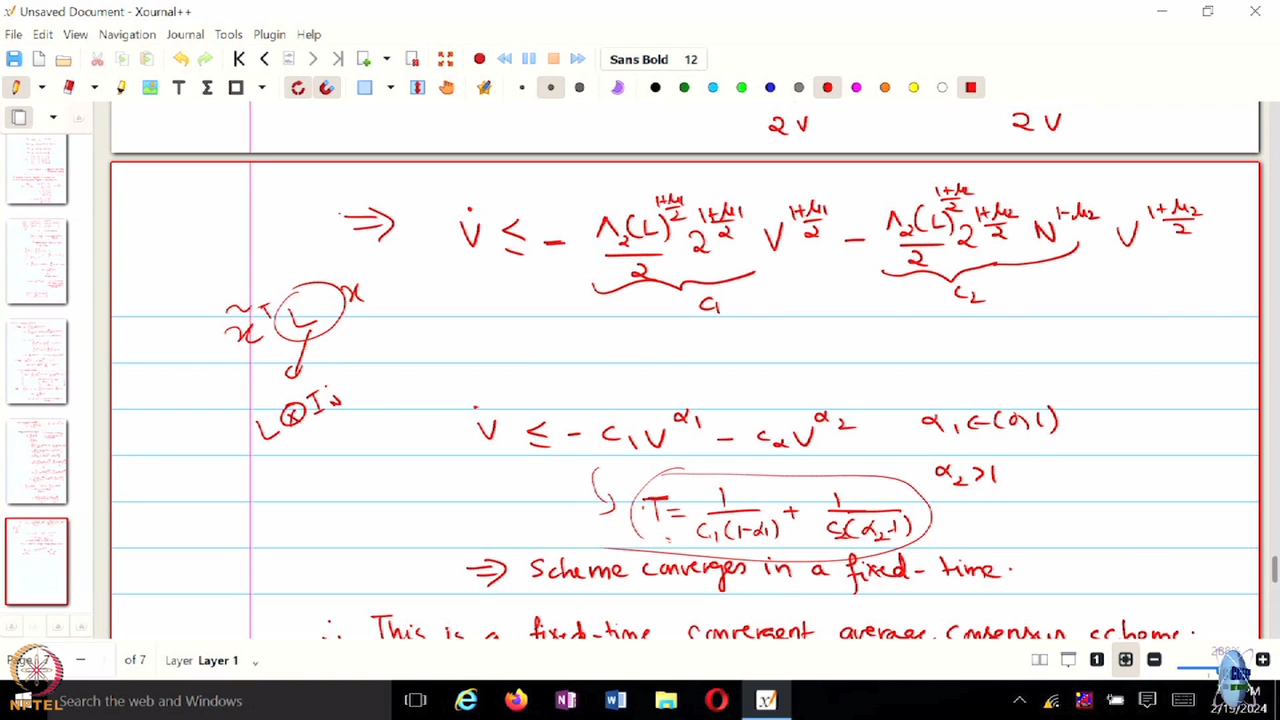 Unsaved Document - Xournal++
File Edit View Navigation Journal Tools Plugin Help
Sans Bold 12
2V 2V
⇒ V̇ ≤ - λ₂(L)^((1+μ₁)/2)/2 2^((1+μ₁)/2) V^((1+μ₁)/2) - λ₂(L)^((1+μ₂)/2)/2 2^((1+μ₂)/2) N^(1-μ₂) V^((1+μ₂)/2)
c₁ c₂
x̃ᵀ L x
L ⊗ I
V̇ ≤ - c₁V^α₁ - c₂V^α₂ α₁ ∈ (0,1)
α₂ > 1
T = 1/(c₁(1-α₁)) + 1/(c₂(α₂-1))
⇒ Scheme converges in a fixed-time.
∴ This is a fixed-time convergent average consensus scheme.
of 7 Layer Layer 1
Search the web and Windows
NPTEL
2/19/2024